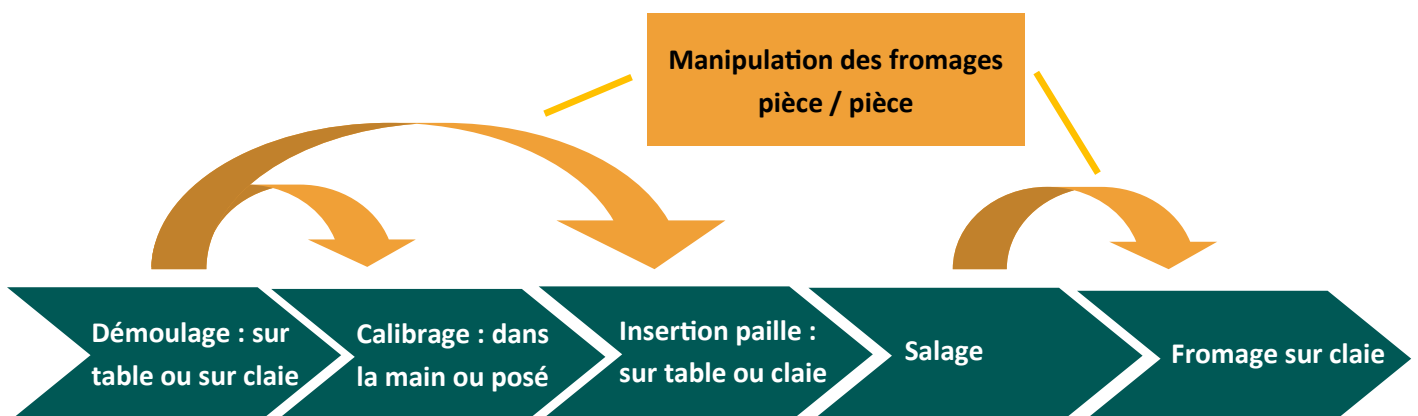 Manipulation des fromages
pièce / pièce
Démoulage : sur
table ou sur claie
Calibrage : dans
la main ou posé
Insertion paille :
sur table ou claie
Salage
Fromage sur claie